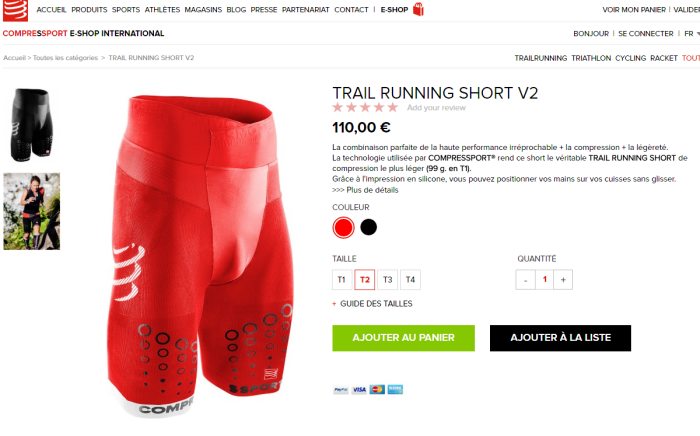 ACCUEIL PRODUITS SPORTS ATHLÈTES MAGASINS BLOG PRESSE PARTENARIAT CONTACT | E-SHOP
VOIR MON PANIER | VALIDER
COMPRESSPORT E-SHOP INTERNATIONAL
BONJOUR | SE CONNECTER | FR
Accueil > Toutes les catégories > TRAIL RUNNING SHORT V2
TRAILRUNNING TRIATHLON CYCLING RACKET TOUT
TRAIL RUNNING SHORT V2
Add your review
110,00 €
La combinaison parfaite de la haute performance irréprochable + la compression + la légèreté.
La technologie utilisée par COMPRESSPORT® rend ce short le véritable TRAIL RUNNING SHORT de
compression le plus léger (99 g. en T1).
Grâce à l'impression en silicone, vous pouvez positionner vos mains sur vos cuisses sans glisser.
>>> Plus de détails
COULEUR
TAILLE
QUANTITÉ
T1 T2 T3 T4
- 1 +
+ GUIDE DES TAILLES
AJOUTER AU PANIER
AJOUTER À LA LISTE
PayPal VISA
COMPRE
SSPORT